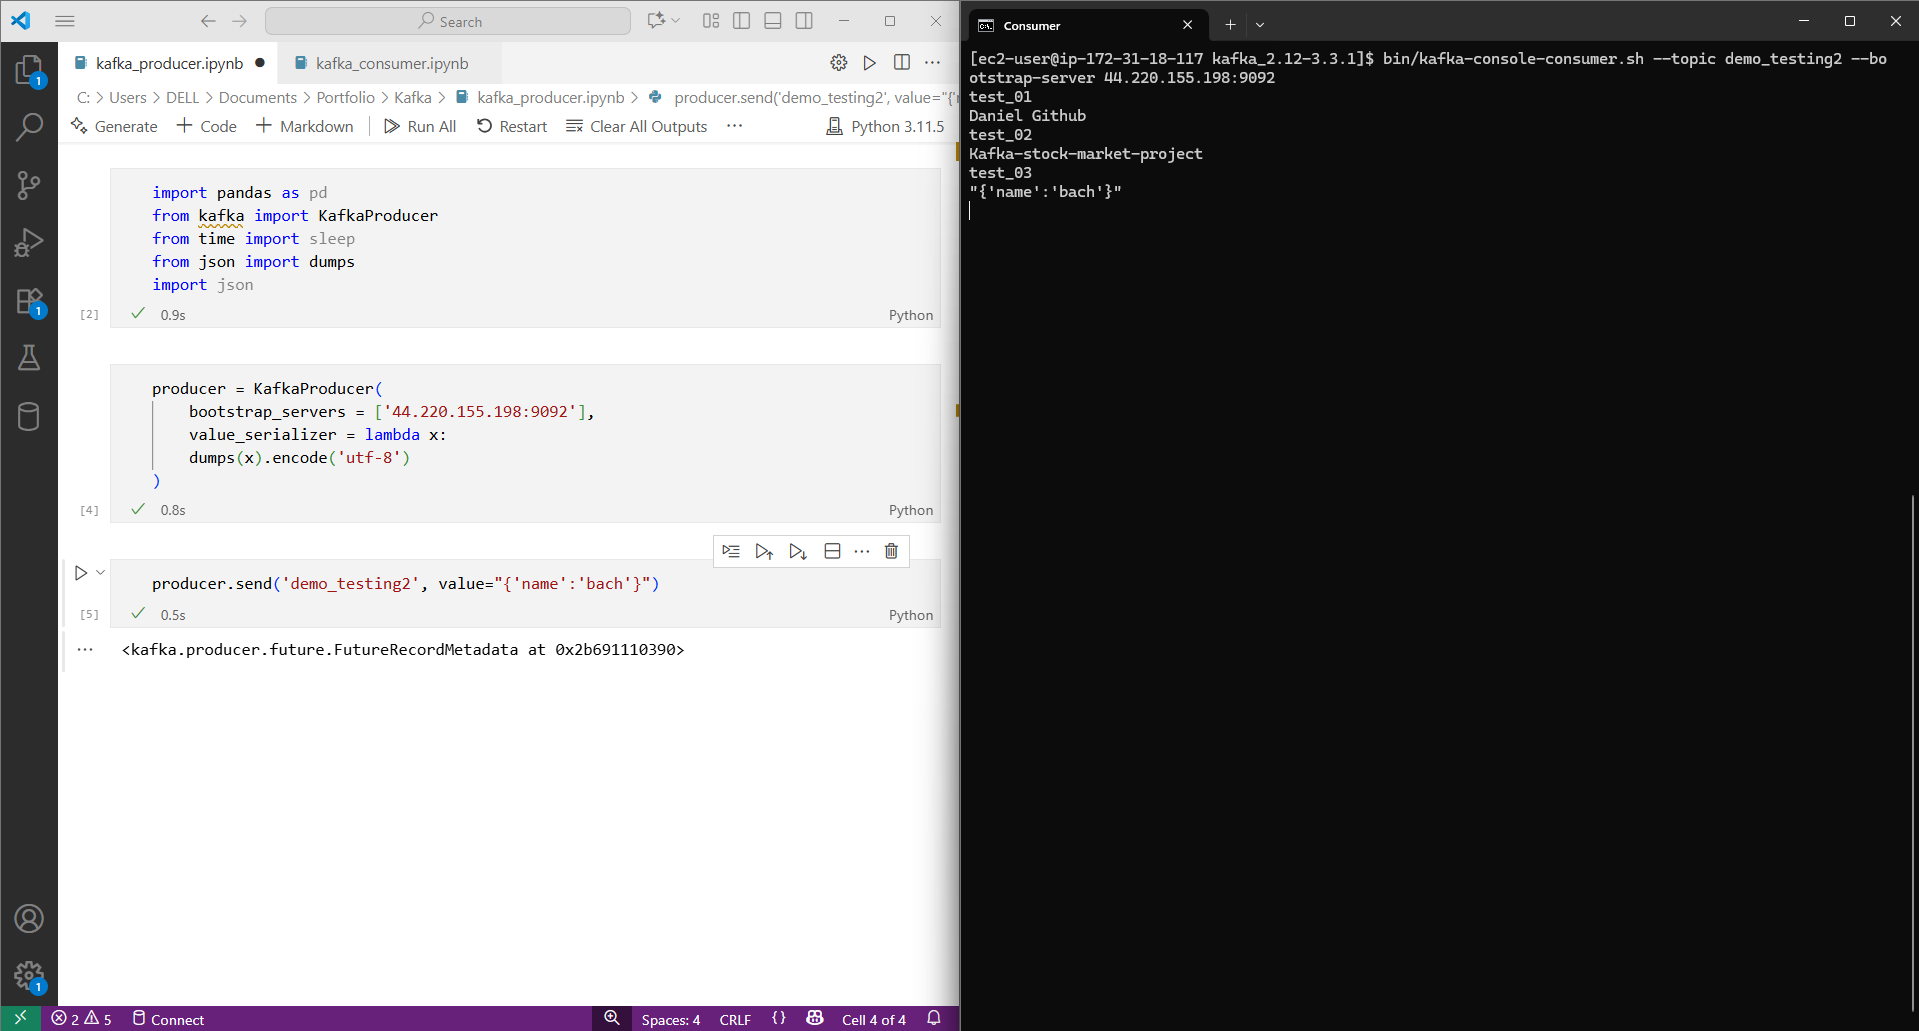 Search
kafka_producer.ipynb
kafka_consumer.ipynb
C: > Users > DELL > Documents > Portfolio > Kafka > kafka_producer.ipynb > producer.send('demo_testing2', value="{'
Generate + Code + Markdown Run All Restart Clear All Outputs ... Python 3.11.5
import pandas as pd
from kafka import KafkaProducer
from time import sleep
from json import dumps
import json
[2] 0.9s Python
producer = KafkaProducer(
bootstrap_servers = ['44.220.155.198:9092'],
value_serializer = lambda x:
dumps(x).encode('utf-8')
)
[4] 0.8s Python
producer.send('demo_testing2', value="{'name':'bach'}")
[5] 0.5s Python
... <kafka.producer.future.FutureRecordMetadata at 0x2b691110390>
1
1
1
2 5 Connect Spaces: 4 CRLF {} Cell 4 of 4
Consumer
[ec2-user@ip-172-31-18-117 kafka_2.12-3.3.1]$ bin/kafka-console-consumer.sh --topic demo_testing2 --bo
otstrap-server 44.220.155.198:9092
test_01
Daniel Github
test_02
Kafka-stock-market-project
test_03
"{'name':'bach'}"